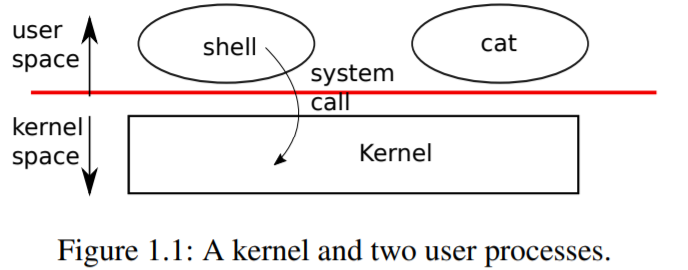 user
space
shell
cat
system
call
kernel
space
Kernel
Figure 1.1: A kernel and two user processes.